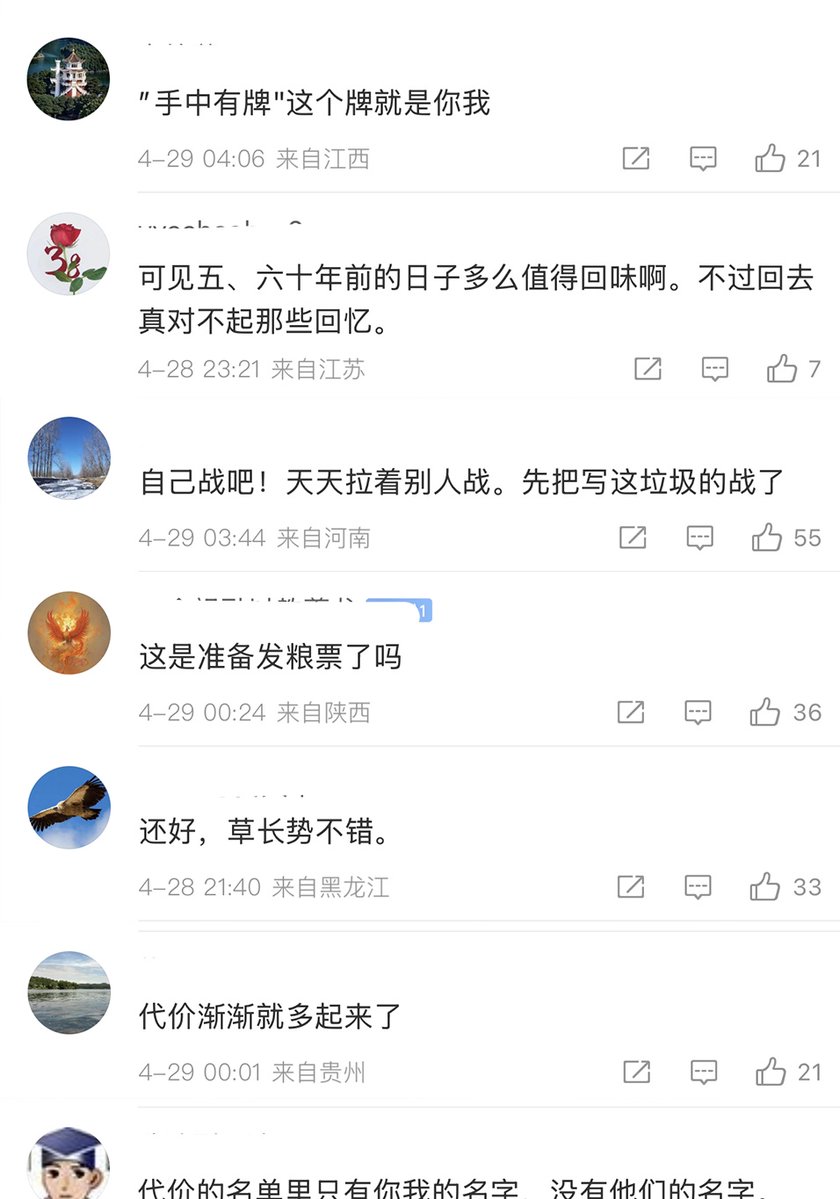 "手中有牌"这个牌就是你我
4-29 04:06 来自江西
21
可见五、六十年前的日子多么值得回味啊。不过回去
真对不起那些回忆。
4-28 23:21 来自江苏
7
自己战吧！天天拉着别人战。先把写这垃圾的战了
4-29 03:44 来自河南
55
这是准备发粮票了吗
4-29 00:24 来自陕西
36
还好，草长势不错。
4-28 21:40 来自黑龙江
33
代价渐渐就多起来了
4-29 00:01 来自贵州
21
代价的名单里只有你我的名字，没有他们的名字。